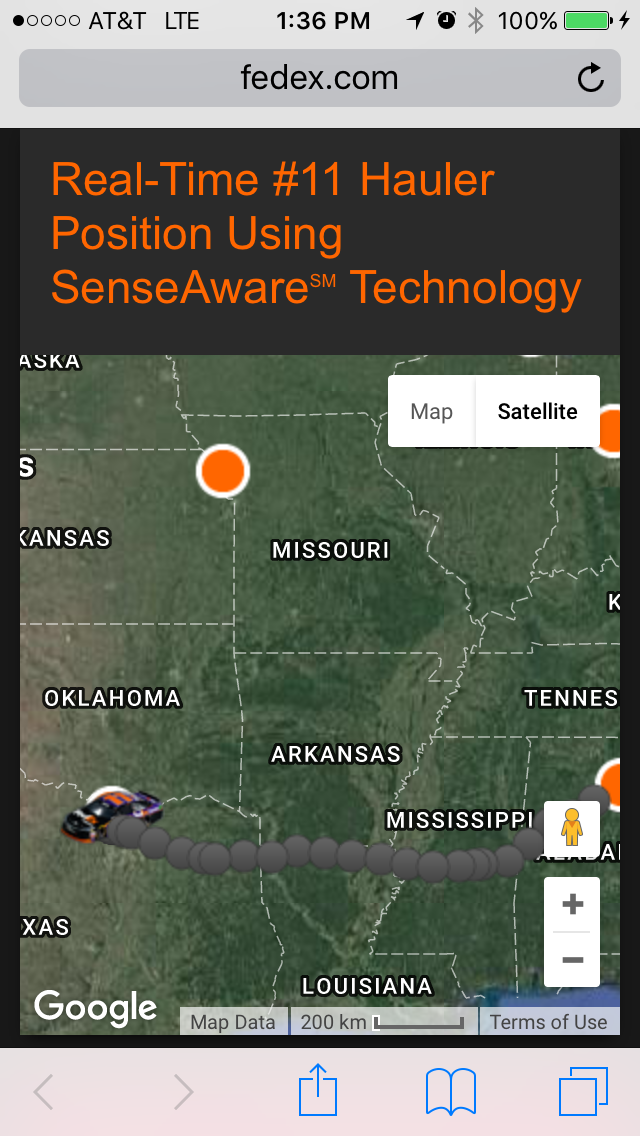 AT&T LTE 1:36 PM 100%
fedex.com
Real-Time #11 Hauler
Position Using
SenseAware℠ Technology
ASKA
Map Satellite
S
KANSAS
MISSOURI
K
OKLAHOMA
TENNES
ARKANSAS
MISSISSIPPI
XAS
LOUISIANA
Google
Map Data 200 km Terms of Use